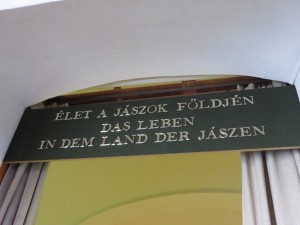 ÉLET A JÁSZOK FÖLDJÉN
DAS LEBEN
IN DEM LAND DER JÁSZEN